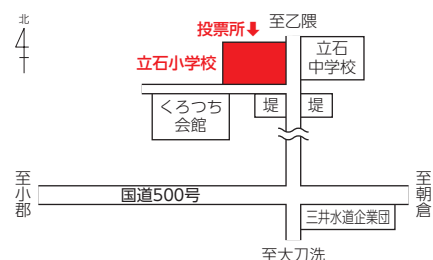 北
投票所⬇
至乙隈
立石小学校
立石
中学校
くろつち
会館
堤
堤
至小郡
国道500号
至朝倉
三井水道企業団
至大刀洗